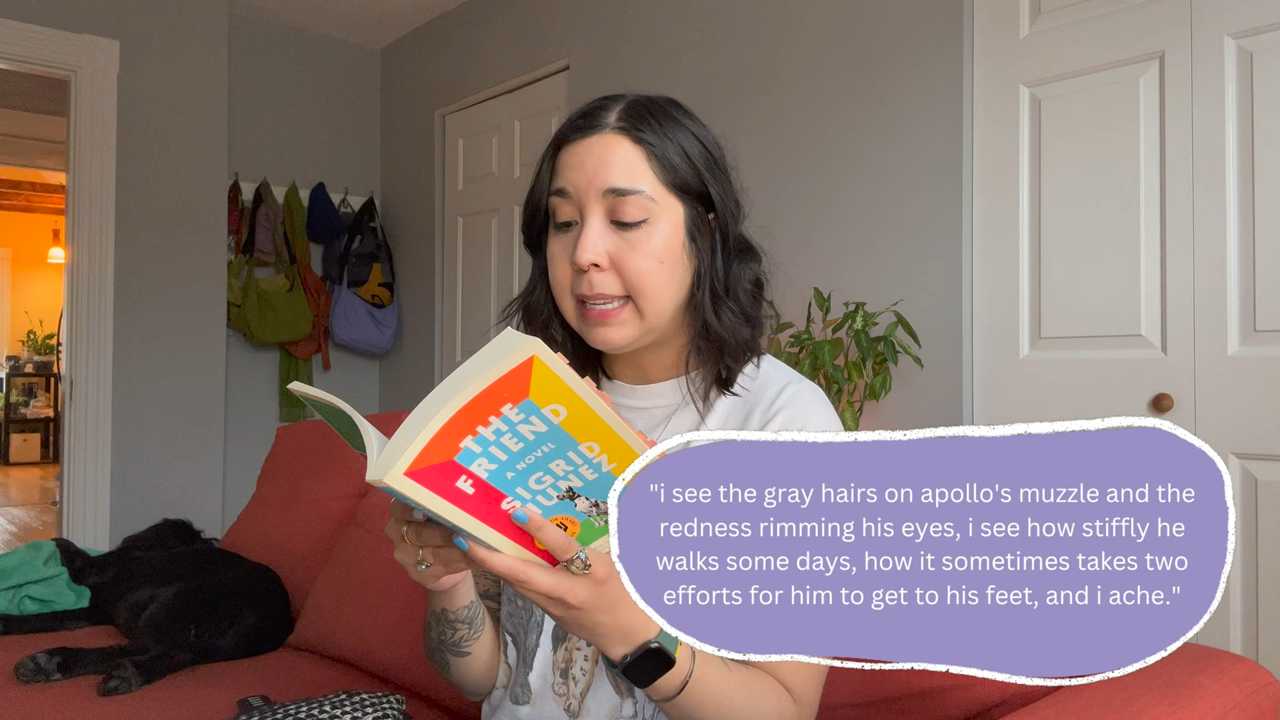 THE
FRIEND
A NOVEL
SIGRID
NUNEZ
"i see the gray hairs on apollo's muzzle and the
redness rimming his eyes, i see how stiffly he
walks some days, how it sometimes takes two
efforts for him to get to his feet, and i ache."